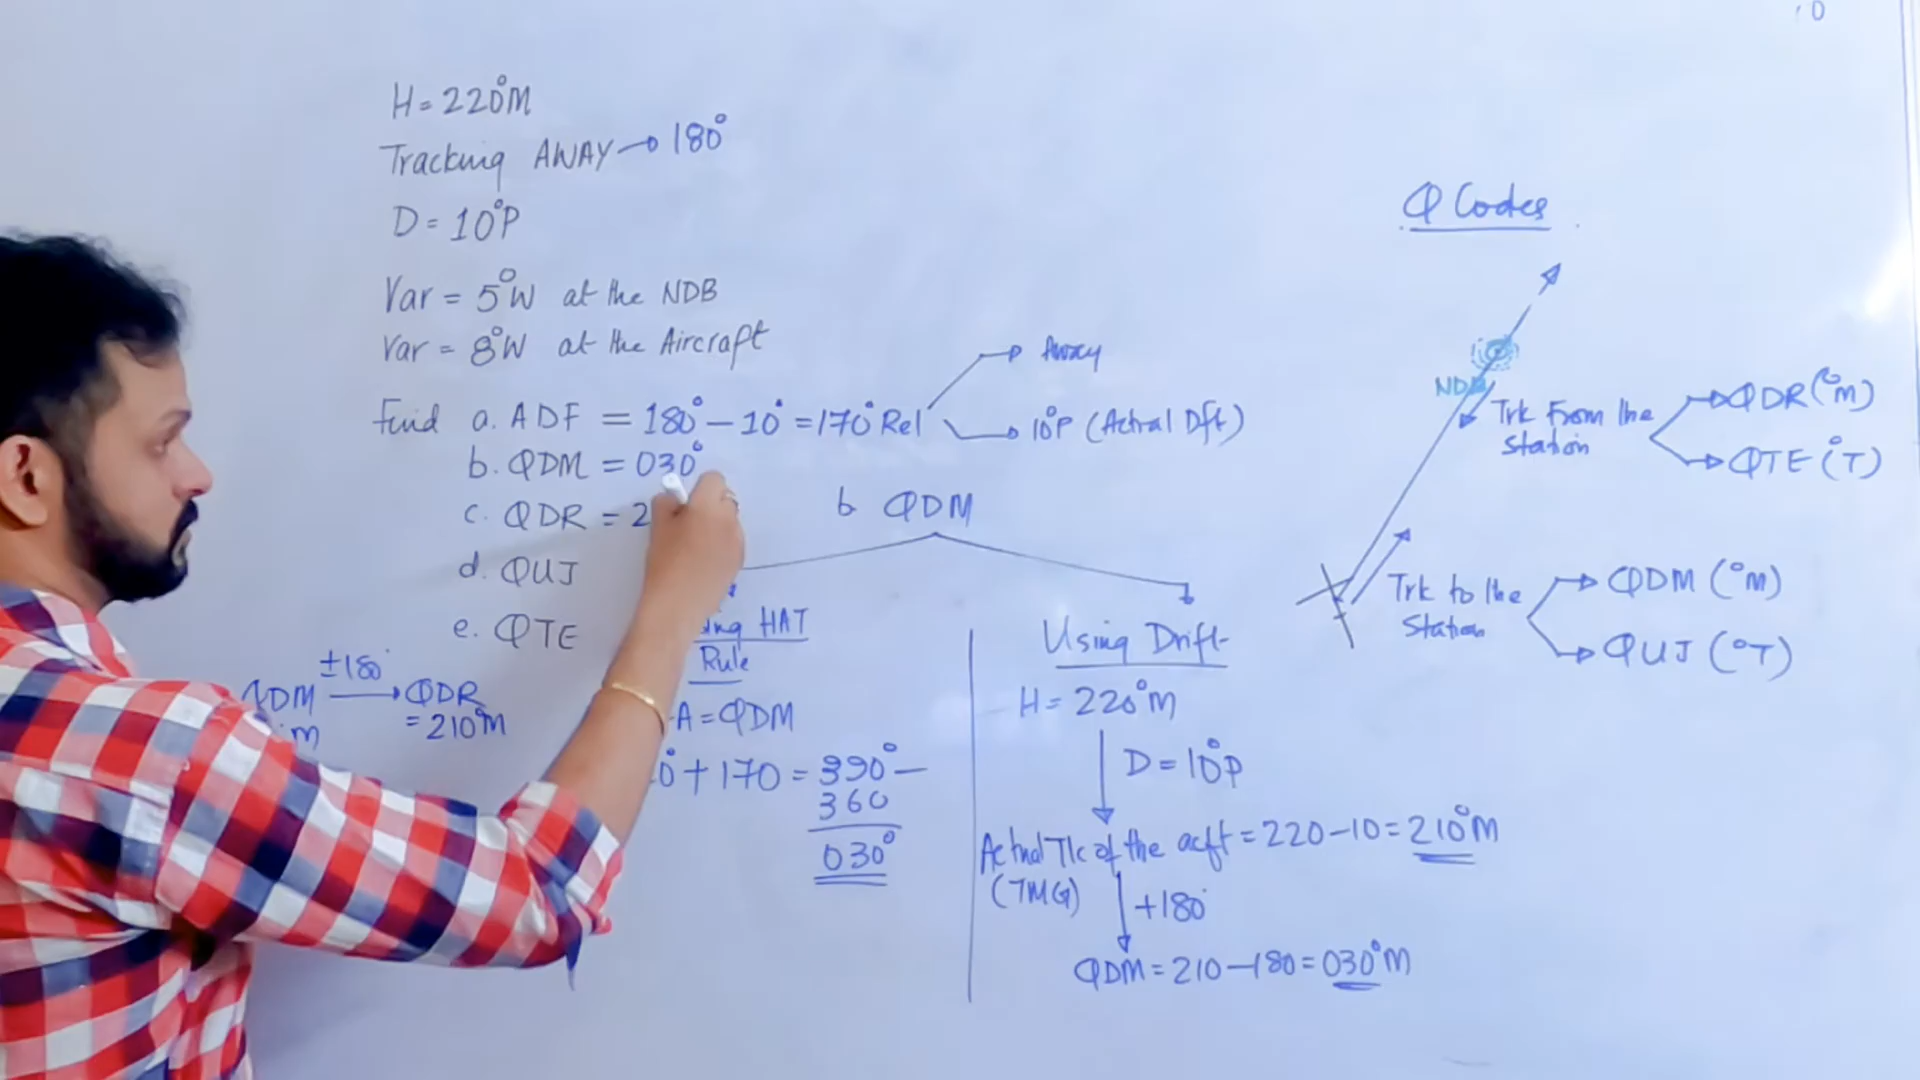 H = 220°M
Tracking AWAY → 180°
D = 10°P
Var = 5°W at the NDB
Var = 8°W at the Aircraft
Find a. ADF = 180° - 10° = 170° Rel
Away
10°P (Actual Dft)
b. QDM = 030°
c. QDR = 2
d. QUJ
e. QTE
±180°
QDM → QDR
= 210°M
b QDM
HAT
Rule
A = QDM
0° + 170 = 390° -
360
030°
Using Drift
H = 220°M
D = 10°P
Actual Tk of the acft = 220 - 10 = 210°M
(TMG)
+180°
QDM = 210 - 180 = 030°M
Q Codes
NDB
Trk From the
Station
QDR (°M)
QTE (°T)
Trk to the
Station
QDM (°M)
QUJ (°T)